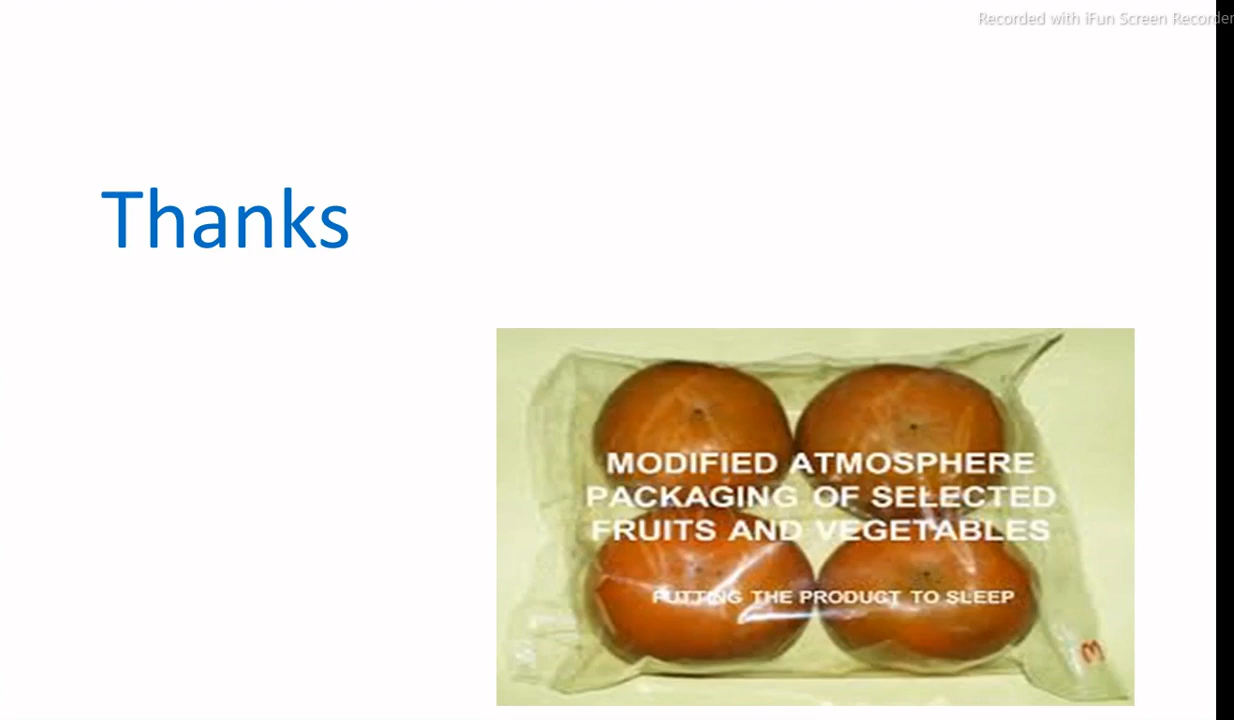 Recorded with iFun Screen Recorder
Thanks
MODIFIED ATMOSPHERE
PACKAGING OF SELECTED
FRUITS AND VEGETABLES
PUTTING THE PRODUCT TO SLEEP
3